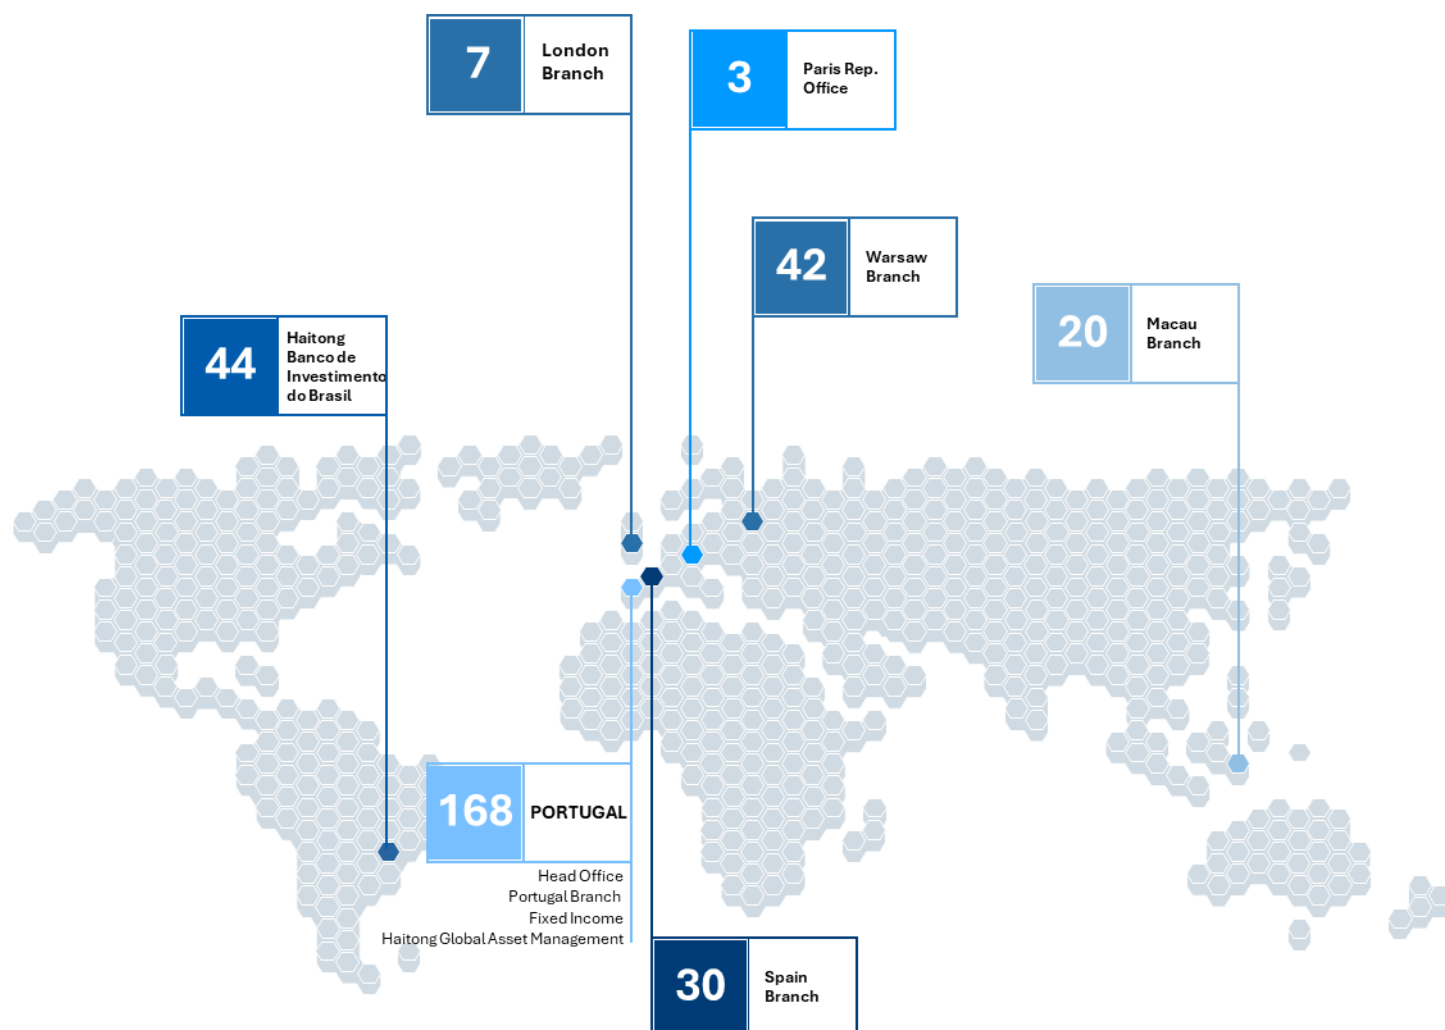 7
London
Branch
3
Paris Rep.
Office
42
Warsaw
Branch
20
Macau
Branch
44
Haitong
Banco de
Investimento
do Brasil
168
PORTUGAL
Head Office
Portugal Branch
Fixed Income
Haitong Global Asset Management
30
Spain
Branch